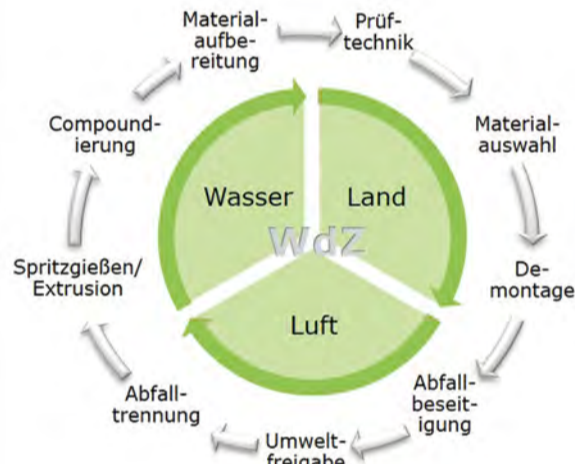 Material-
aufbe-
reitung
Prüf-
technik
Material-
auswahl
De-
montage
Abfall-
beseit-
igung
Umwelt-
freigabe
Abfall-
trennung
Spritzgießen/
Extrusion
Compound-
ierung
Wasser
Land
WdZ
Luft